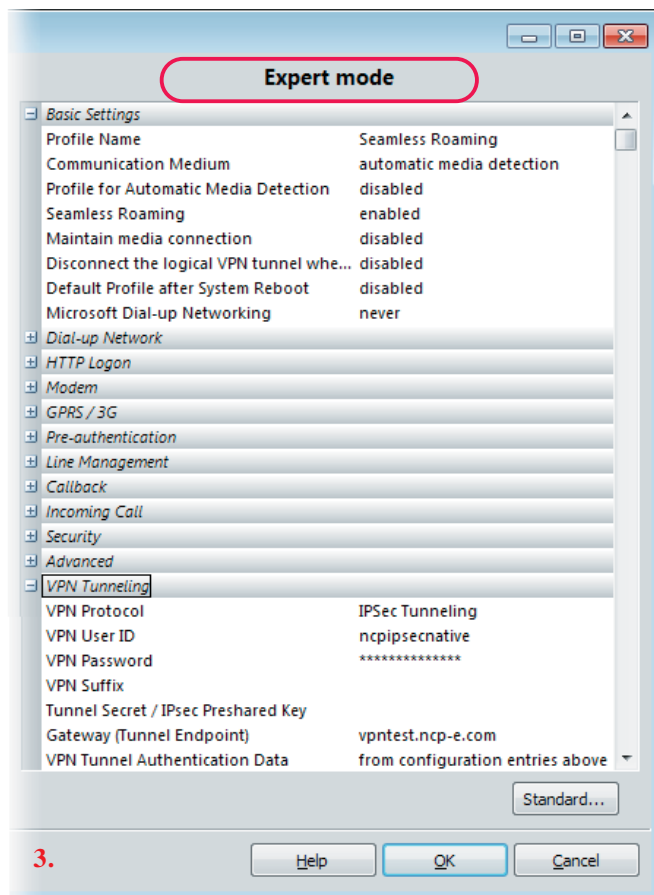 Expert mode
Basic Settings
Profile Name Seamless Roaming
Communication Medium automatic media detection
Profile for Automatic Media Detection disabled
Seamless Roaming enabled
Maintain media connection disabled
Disconnect the logical VPN tunnel whe... disabled
Default Profile after System Reboot disabled
Microsoft Dial-up Networking never
Dial-up Network
HTTP Logon
Modem
GPRS / 3G
Pre-authentication
Line Management
Callback
Incoming Call
Security
Advanced
VPN Tunneling
VPN Protocol IPSec Tunneling
VPN User ID ncpipsecnative
VPN Password **************
VPN Suffix
Tunnel Secret / IPsec Preshared Key
Gateway (Tunnel Endpoint) vpntest.ncp-e.com
VPN Tunnel Authentication Data from configuration entries above
Standard...
3. Help OK Cancel